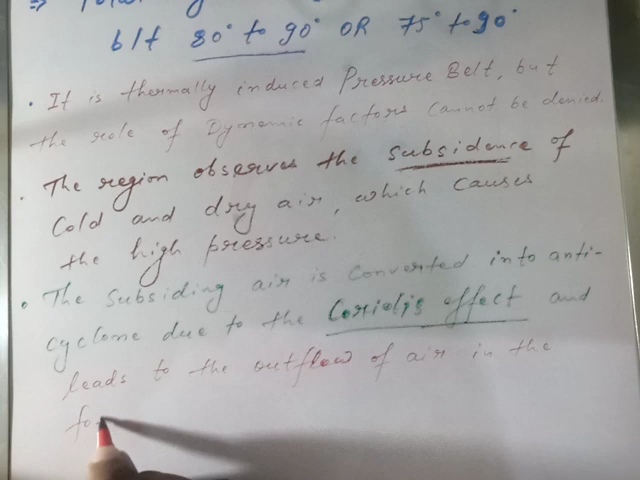 b/t 80° to 90° OR 75° to 90°
• It is thermally induced Pressure Belt, but
the role of Dynamic factors cannot be denied.
• The region observes the subsidence of
Cold and dry air, which causes
the high pressure.
• The Subsiding air is converted into anti-
cyclone due to the Coriolis effect and
leads to the outflow of air in the